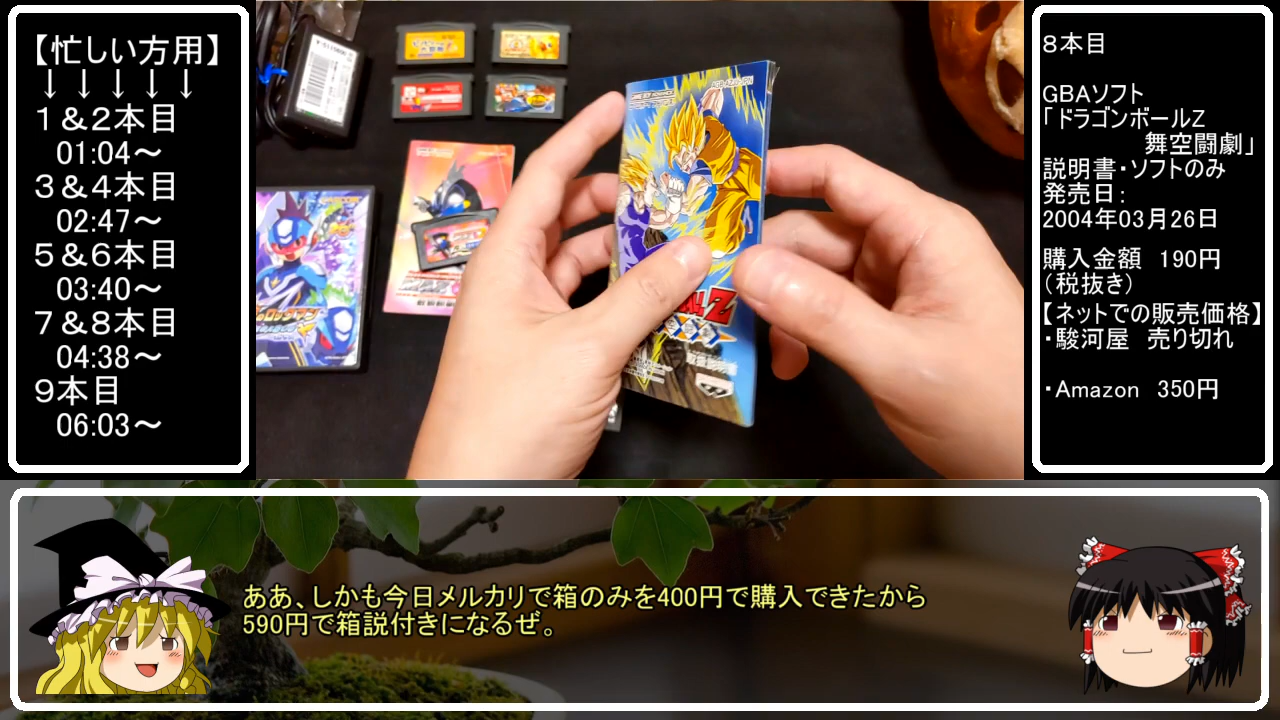 【忙しい方用】
↓ ↓ ↓ ↓ ↓
１＆２本目
01:04～
３＆４本目
02:47～
５＆６本目
03:40～
７＆８本目
04:38～
９本目
06:03～
８本目
GBAソフト
「ドラゴンボールZ
舞空闘劇」
説明書・ソフトのみ
発売日：
2004年03月26日
購入金額　190円
（税抜き）
【ネットでの販売価格】
・駿河屋　売り切れ
・Amazon　350円
ああ、しかも今日メルカリで箱のみを400円で購入できたから
590円で箱説付きになるぜ。